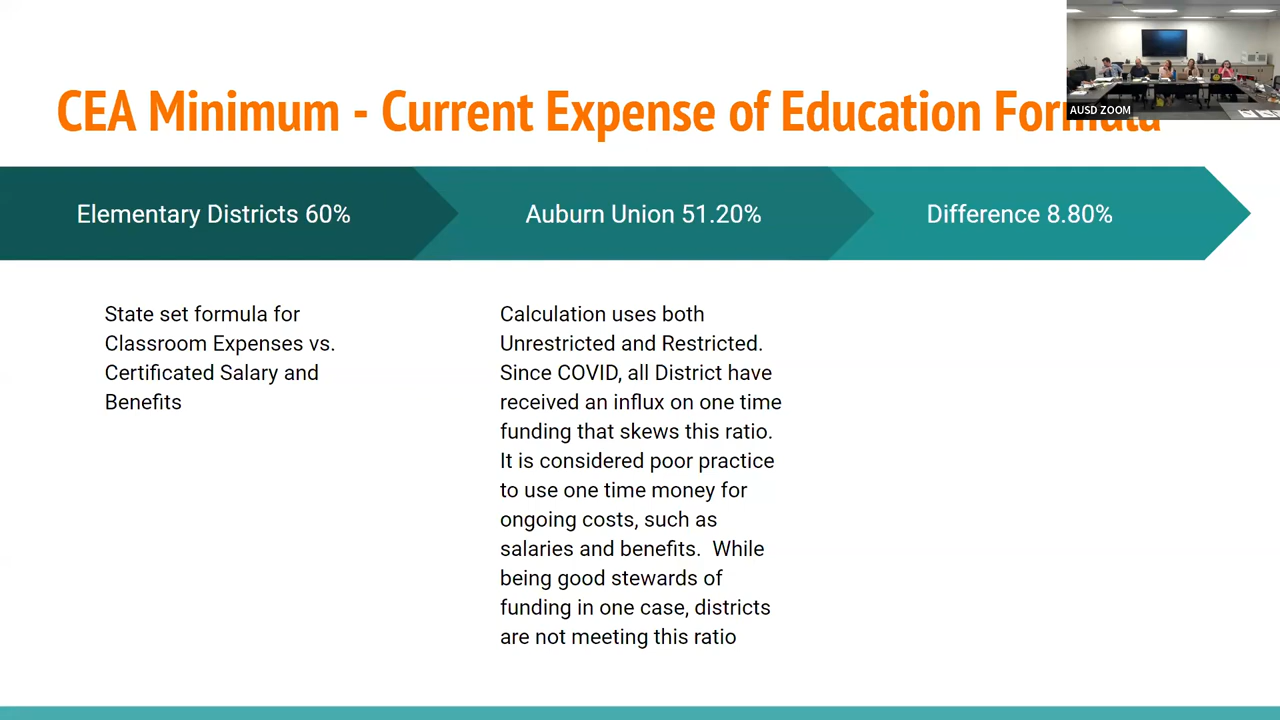 CEA Minimum - Current Expense of Education Formula
AUSD ZOOM
Elementary Districts 60%
Auburn Union 51.20%
Difference 8.80%
State set formula for
Classroom Expenses vs.
Certificated Salary and
Benefits
Calculation uses both
Unrestricted and Restricted.
Since COVID, all District have
received an influx on one time
funding that skews this ratio.
It is considered poor practice
to use one time money for
ongoing costs, such as
salaries and benefits.  While
being good stewards of
funding in one case, districts
are not meeting this ratio